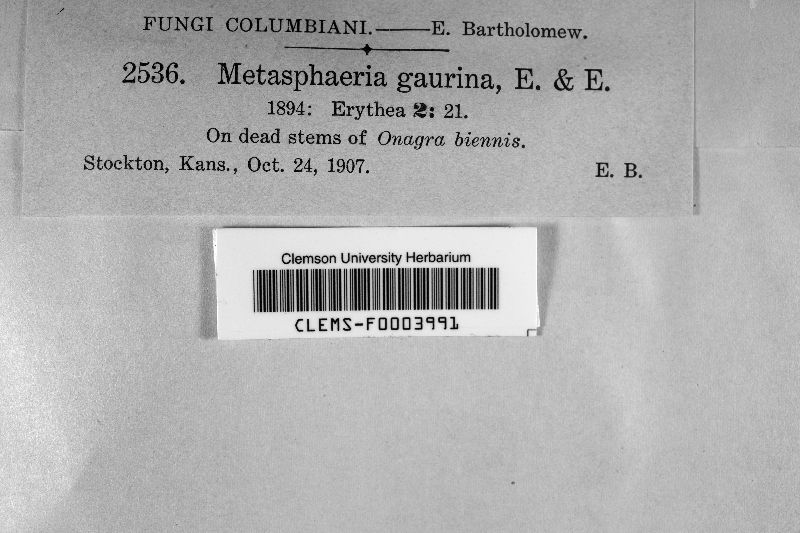 FUNGI COLUMBIANI.——E. Bartholomew.
2536. Metasphaeria gaurina, E. & E.
1894: Erythea 2: 21.
On dead stems of Onagra biennis.
Stockton, Kans., Oct. 24, 1907. E. B.
Clemson University Herbarium
CLEMS-F0003991